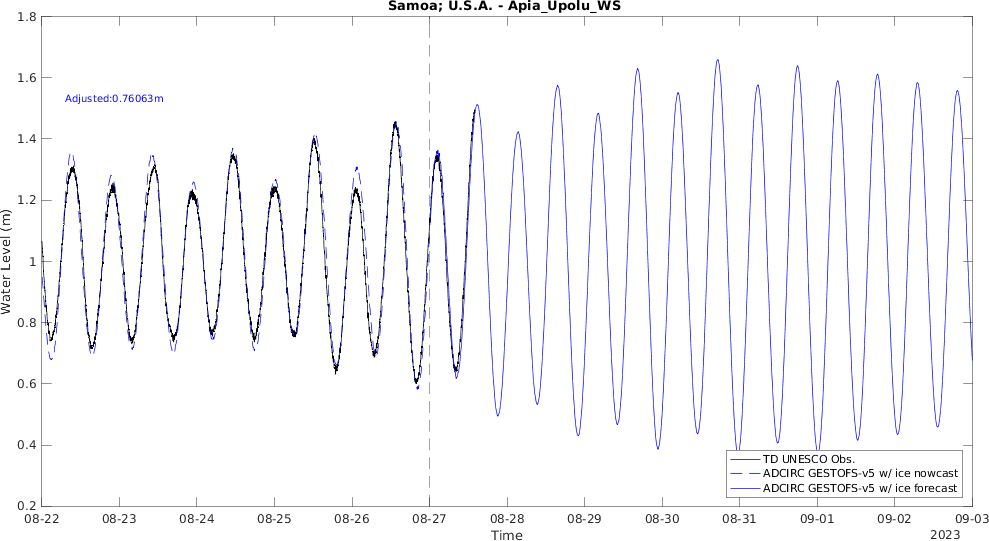 Samoa; U.S.A. - Apia_Upolu_WS
1.8
1.6
1.4
1.2
1
0.8
0.6
0.4
0.2
Water Level (m)
Adjusted:0.76063m
TD UNESCO Obs.
ADCIRC GESTOFS-v5 w/ ice nowcast
ADCIRC GESTOFS-v5 w/ ice forecast
08-22 08-23 08-24 08-25 08-26 08-27 08-28 08-29 08-30 08-31 09-01 09-02 09-03
Time
2023